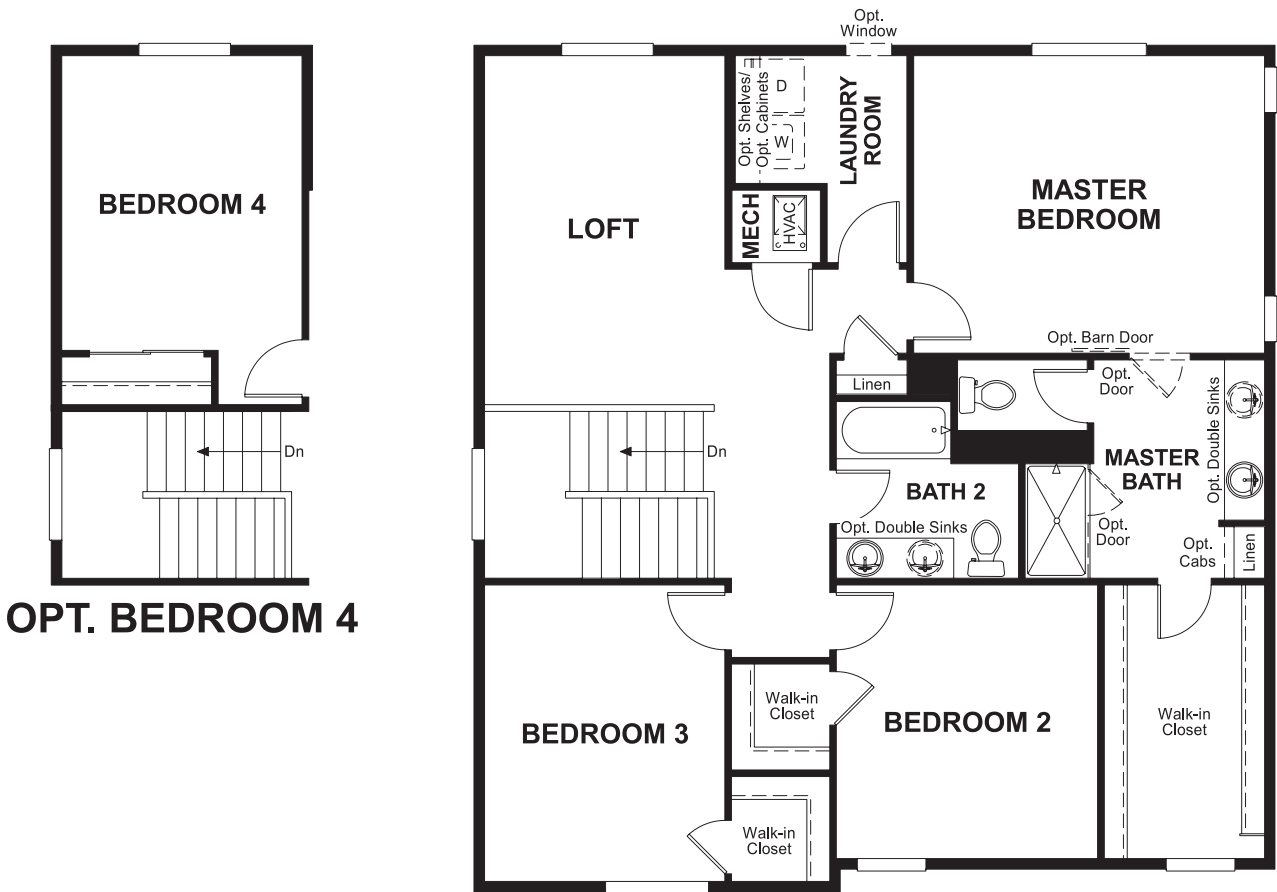 BEDROOM 4
Dn
OPT. BEDROOM 4
Opt.
Window
LOFT
Opt. Shelves/
Opt. Cabinets
D
W
LAUNDRY
ROOM
MECH
HVAC
MASTER
BEDROOM
Opt. Barn Door
Linen
Opt.
Door
Opt. Double Sinks
MASTER
BATH
Dn
BATH 2
Opt. Double Sinks
Opt.
Door
Opt.
Cabs
Linen
BEDROOM 3
Walk-in
Closet
BEDROOM 2
Walk-in
Closet
Walk-in
Closet